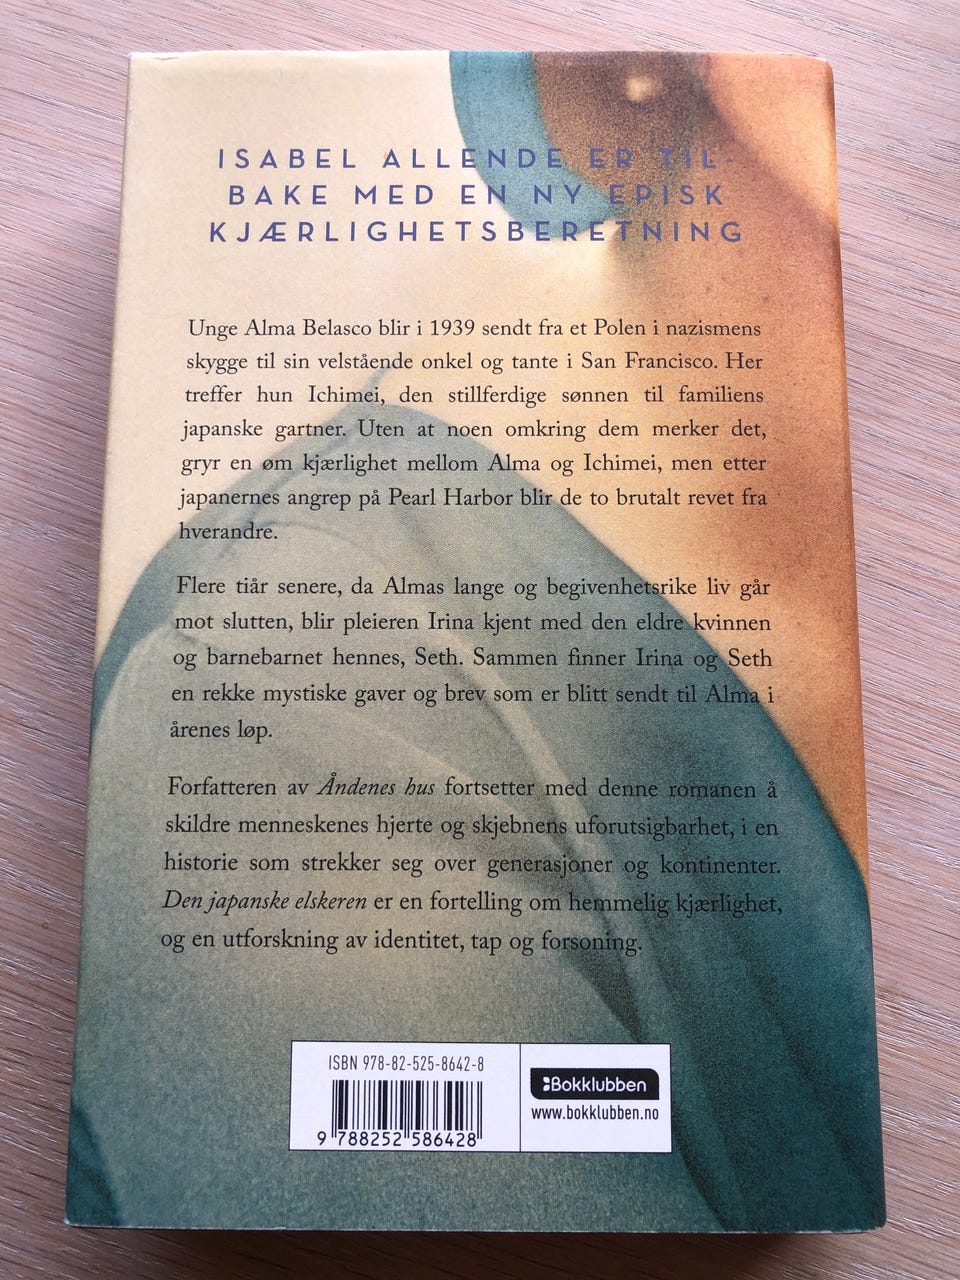 ISABEL ALLENDE ER TIL-
BAKE MED EN NY EPISK
KJÆRLIGHETSBERETNING
Unge Alma Belasco blir i 1939 sendt fra et Polen i nazismens
skygge til sin velstående onkel og tante i San Francisco. Her
treffer hun Ichimei, den stillferdige sønnen til familiens
japanske gartner. Uten at noen omkring dem merker det,
gryr en øm kjærlighet mellom Alma og Ichimei, men etter
japanernes angrep på Pearl Harbor blir de to brutalt revet fra
hverandre.
Flere tiår senere, da Almas lange og begivenhetsrike liv går
mot slutten, blir pleieren Irina kjent med den eldre kvinnen
og barnebarnet hennes, Seth. Sammen finner Irina og Seth
en rekke mystiske gaver og brev som er blitt sendt til Alma i
årenes løp.
Forfatteren av Åndenes hus fortsetter med denne romanen å
skildre menneskenes hjerte og skjebnens uforutsigbarhet, i en
historie som strekker seg over generasjoner og kontinenter.
Den japanske elskeren er en fortelling om hemmelig kjærlighet,
og en utforskning av identitet, tap og forsoning.
ISBN 978-82-525-8642-8
9 788252 586428
Bokklubben
www.bokklubben.no